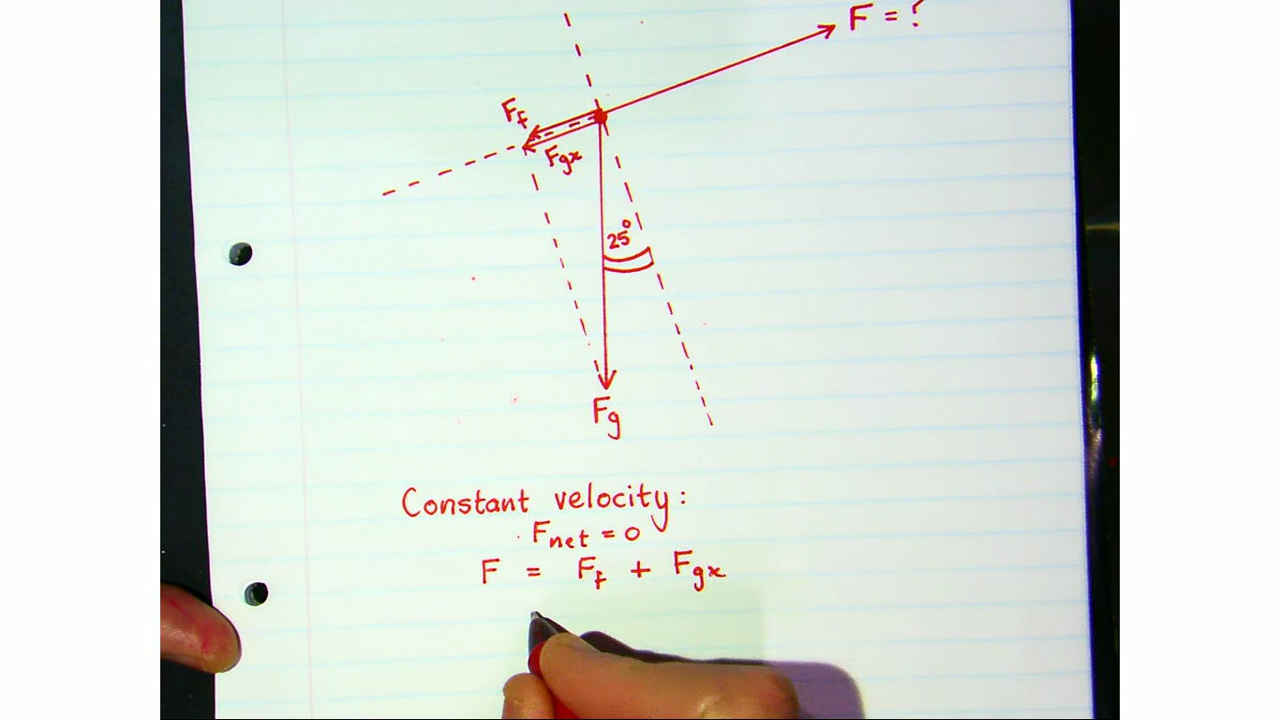 F = ?
Ff
Fgx
25°
Fg
Constant velocity:
Fnet = 0
F = Ff + Fgx